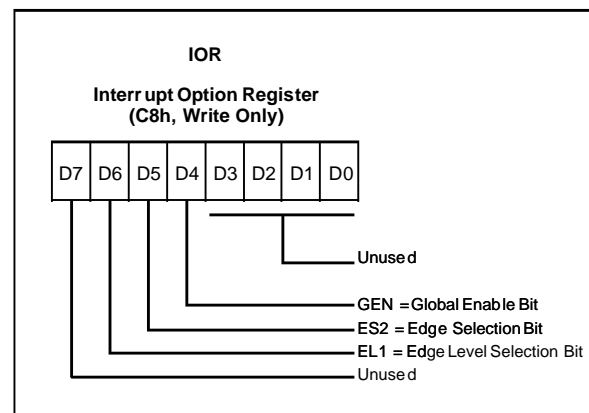 IOR
Interrupt Option Register
(C8h, Write Only)
D7 D6 D5 D4 D3 D2 D1 D0
Unused
GEN = Global Enable Bit
ES2 = Edge Selection Bit
EL1 = Edge Level Selection Bit
Unused